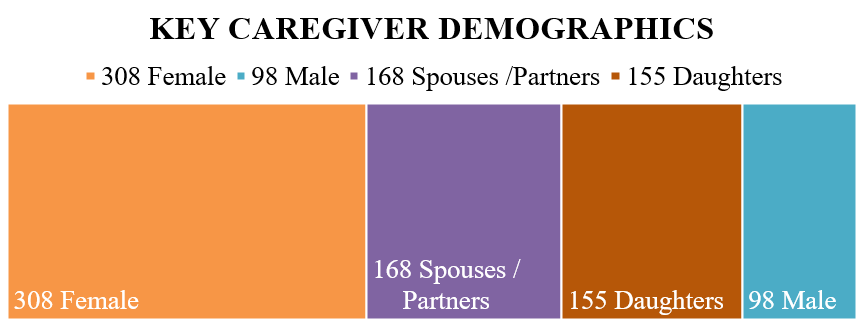 KEY CAREGIVER DEMOGRAPHICS
308 Female 98 Male 168 Spouses /Partners 155 Daughters
308 Female
168 Spouses /
Partners
155 Daughters
98 Male